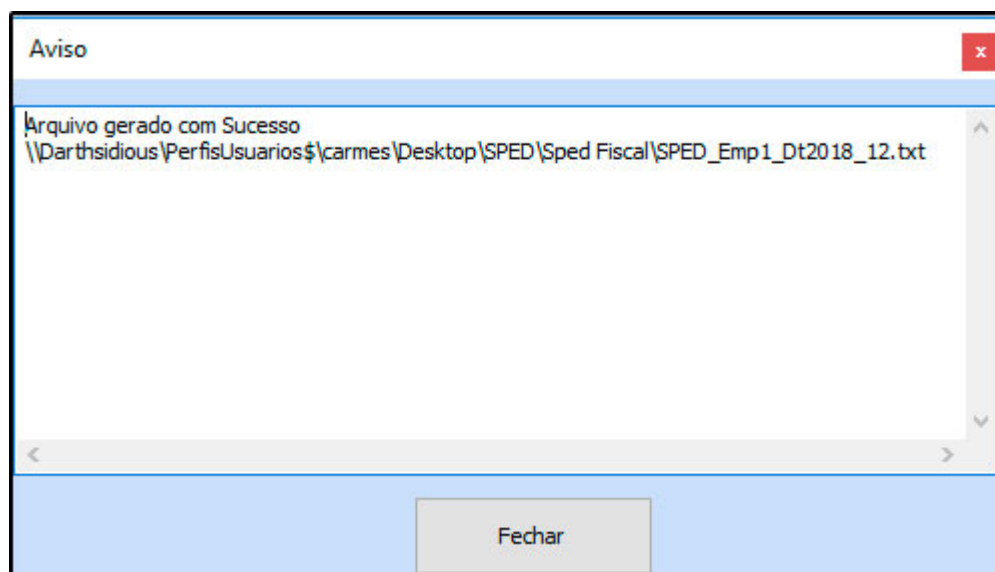 Aviso
x
Arquivo gerado com Sucesso
\\Darthsidious\PerfisUsuarios$\carmes\Desktop\SPED\Sped Fiscal\SPED_Emp1_Dt2018_12.txt
Fechar